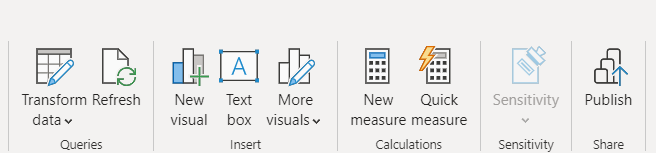 Transform data
Refresh
New visual
A
Text box
More visuals
New measure
Quick measure
Sensitivity
Publish
Queries
Insert
Calculations
Sensitivity
Share